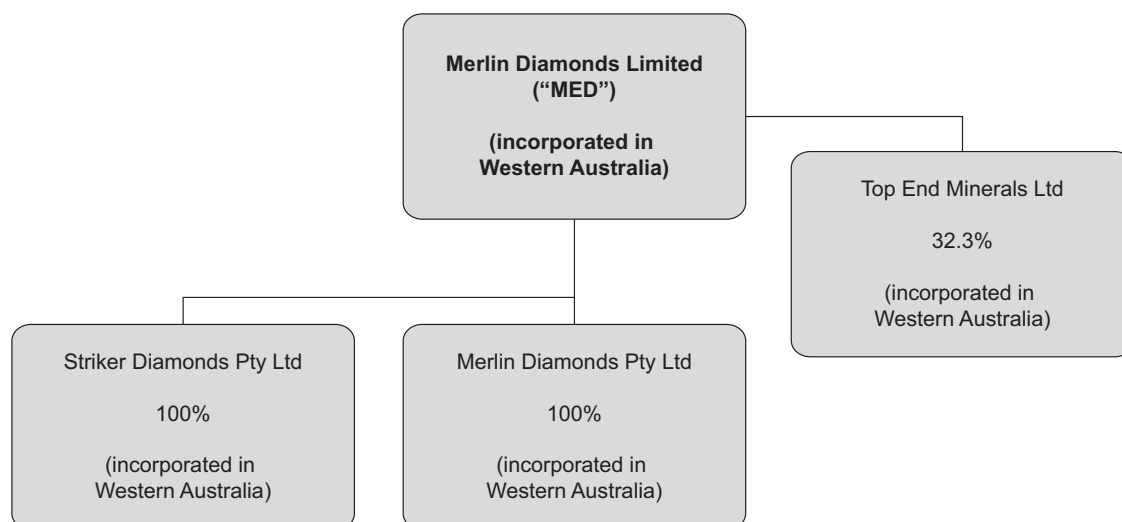 Merlin Diamonds Limited
(“MED”)
(incorporated in
Western Australia)
Top End Minerals Ltd
32.3%
(incorporated in
Western Australia)
Striker Diamonds Pty Ltd
100%
(incorporated in
Western Australia)
Merlin Diamonds Pty Ltd
100%
(incorporated in
Western Australia)